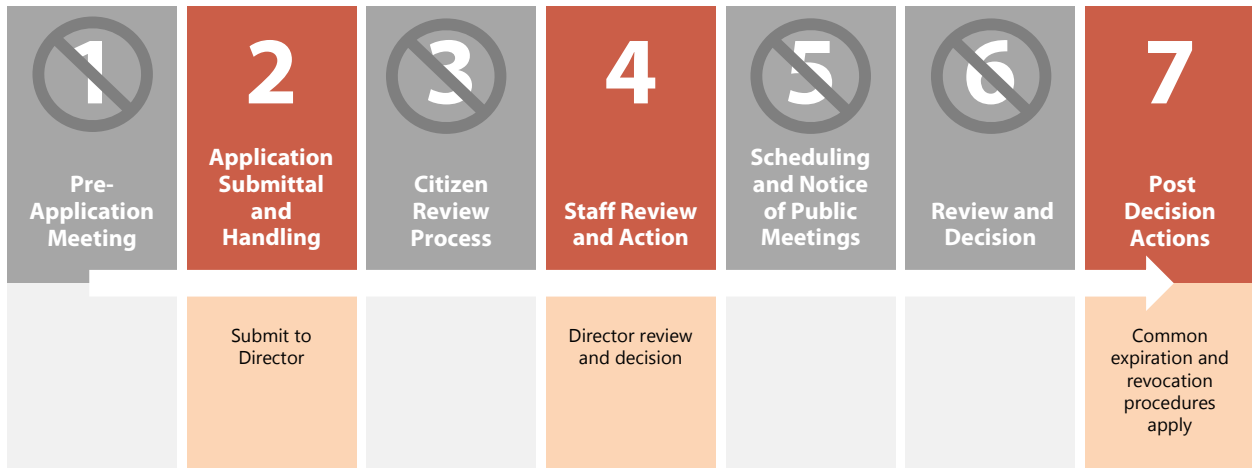 1
Pre-
Application
Meeting
2
Application
Submittal
and
Handling
Submit to
Director
3
Citizen
Review
Process
4
Staff Review
and Action
Director review
and decision
5
Scheduling
and Notice
of Public
Meetings
6
Review and
Decision
7
Post
Decision
Actions
Common
expiration and
revocation
procedures
apply